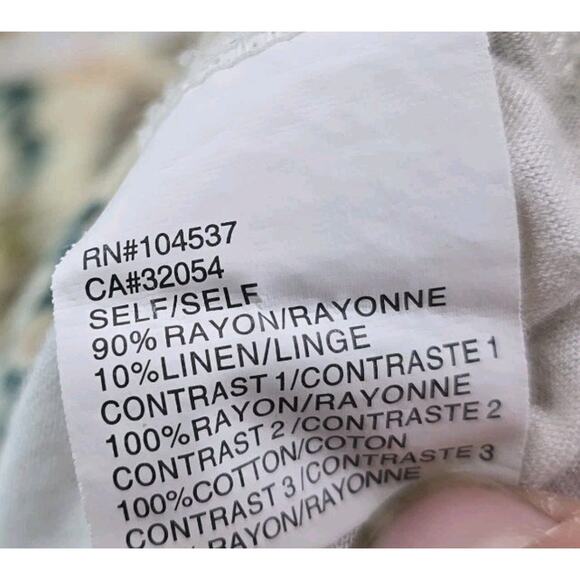 RN#104537
CA#32054
SELF/SELF
90% RAYON/RAYONNE
10%LINEN/LINGE
CONTRAST 1/CONTRASTE 1
100%RAYON/RAYONNE
CONTRAST 2/CONTRASTE 2
100%COTTON/COTON
CONTRAST 3/CONTRASTE 3
RAYON/RAYONNE